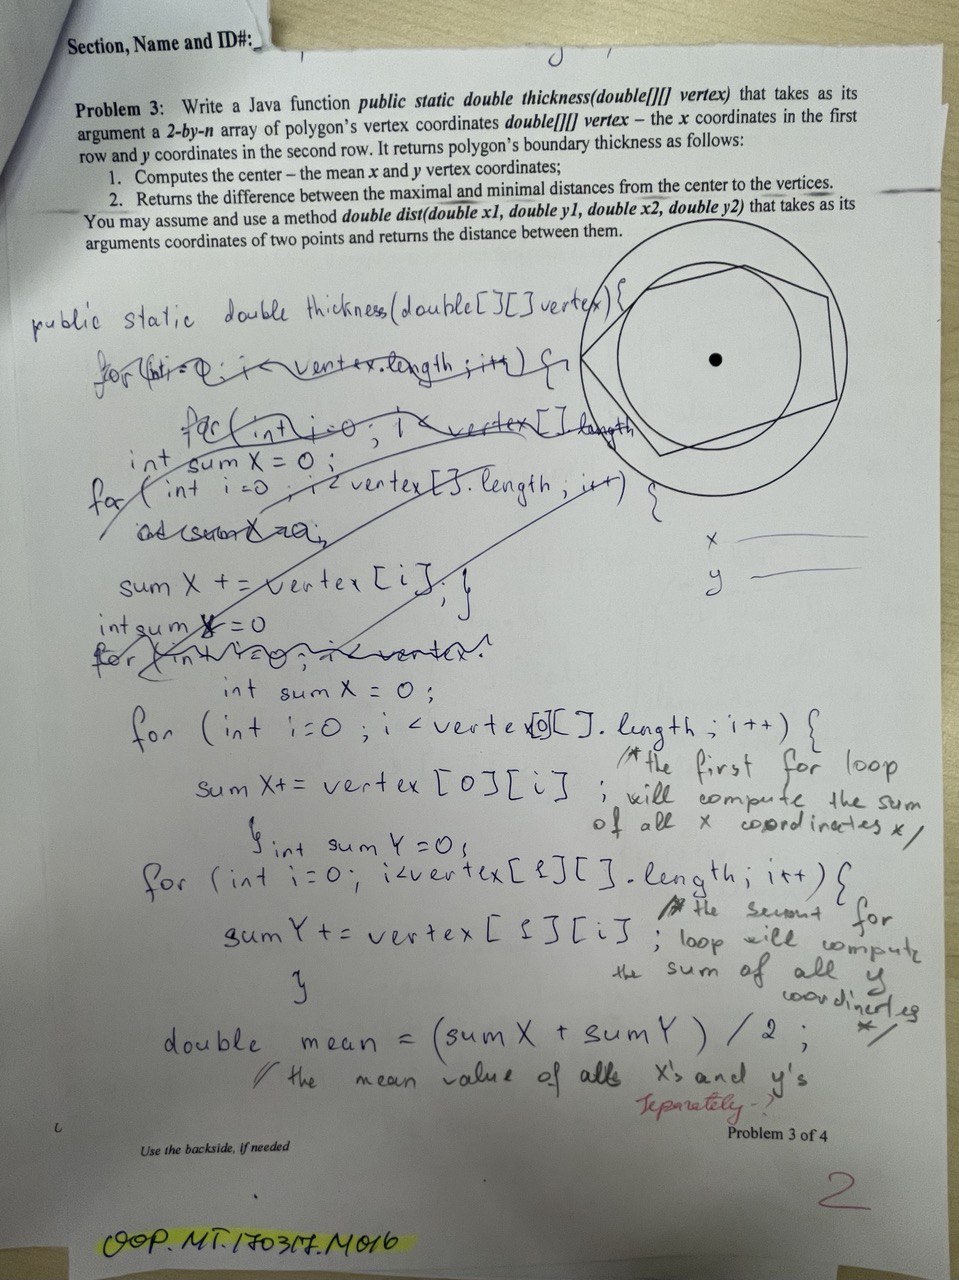 Section, Name and ID#:_
Problem 3: Write a Java function public static double thickness(double[][] vertex) that takes as its
argument a 2-by-n array of polygon's vertex coordinates double[][] vertex – the x coordinates in the first
row and y coordinates in the second row. It returns polygon's boundary thickness as follows:
1. Computes the center – the mean x and y vertex coordinates;
2. Returns the difference between the maximal and minimal distances from the center to the vertices.
You may assume and use a method double dist(double x1, double y1, double x2, double y2) that takes as its
arguments coordinates of two points and returns the distance between them.
public static double thickness(double[][]vertex){
for (int i=0; i< vertex.length ; i++) {
for (int i=0 ; i < vertex[].length
int sum X = 0 ;
for ( int i=0 ; i< vertex[].length ; i++) {
int sum X = 0;
x
y
sum X += vertex [i]; }
int sum Y = 0
for (int i=0 ; i < vertex.
int sum X = 0 ;
for (int i=0 ; i < vertex[0][].length ; i++) {
/* the first for loop
sum X+= vertex [0][i] ; will compute the sum
of all x coordinates */
} int sum Y = 0;
for (int i=0; i<vertex[1][].length; i++){
/* the second for
sum Y += vertex [1][i] ; loop will compute
the sum of all y
} coordinates
*/
double mean = (sum X + sum Y) / 2 ;
// the mean value of all x's and y's
separately -?
Problem 3 of 4
Use the backside, if needed
2
OOP.MT.170317.M016